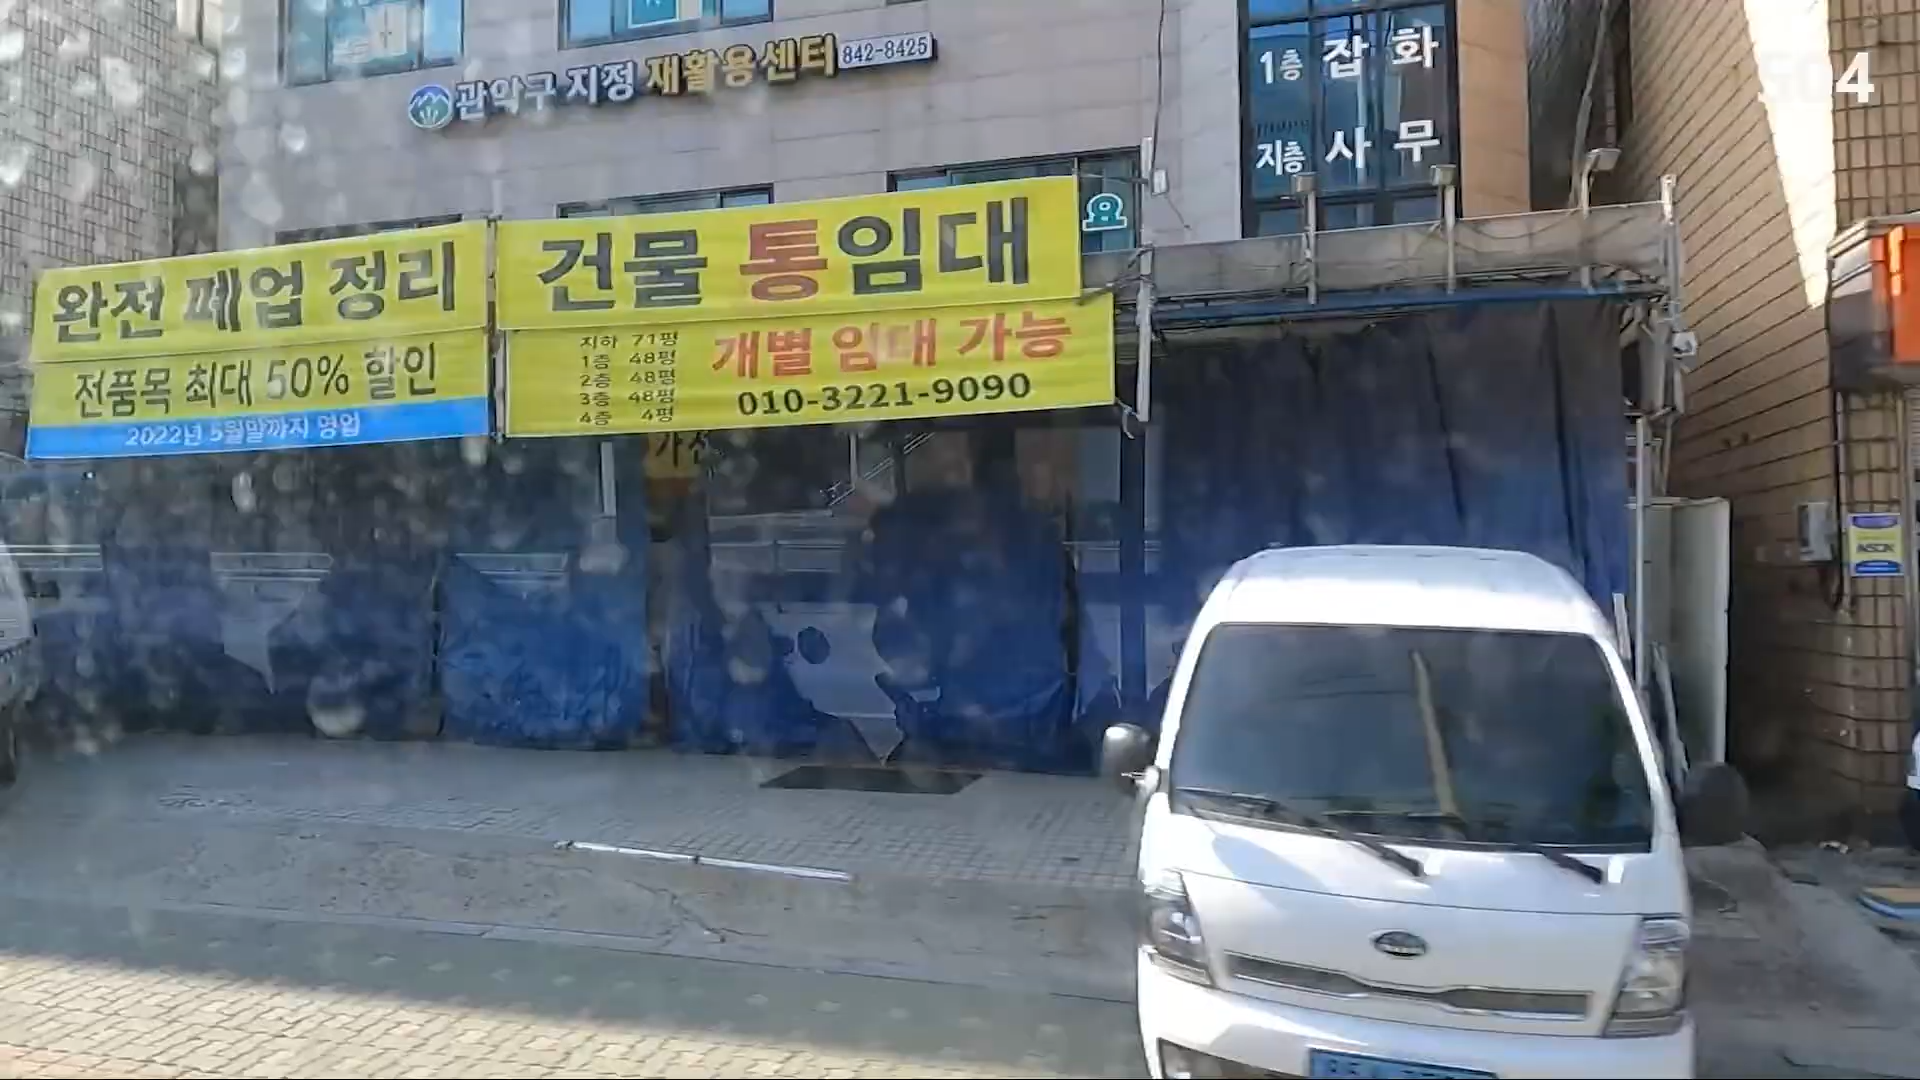 관악구 지정 재활용센터 842-8425
1층 잡화
지층 사무
504
완전 폐업 정리
전품목 최대 50% 할인
2022년 5월말까지 영업
건물 통임대
지하 71평
1층 48평
2층 48평
3층 48평
4층 4평
개별 임대 가능
010-3221-9090